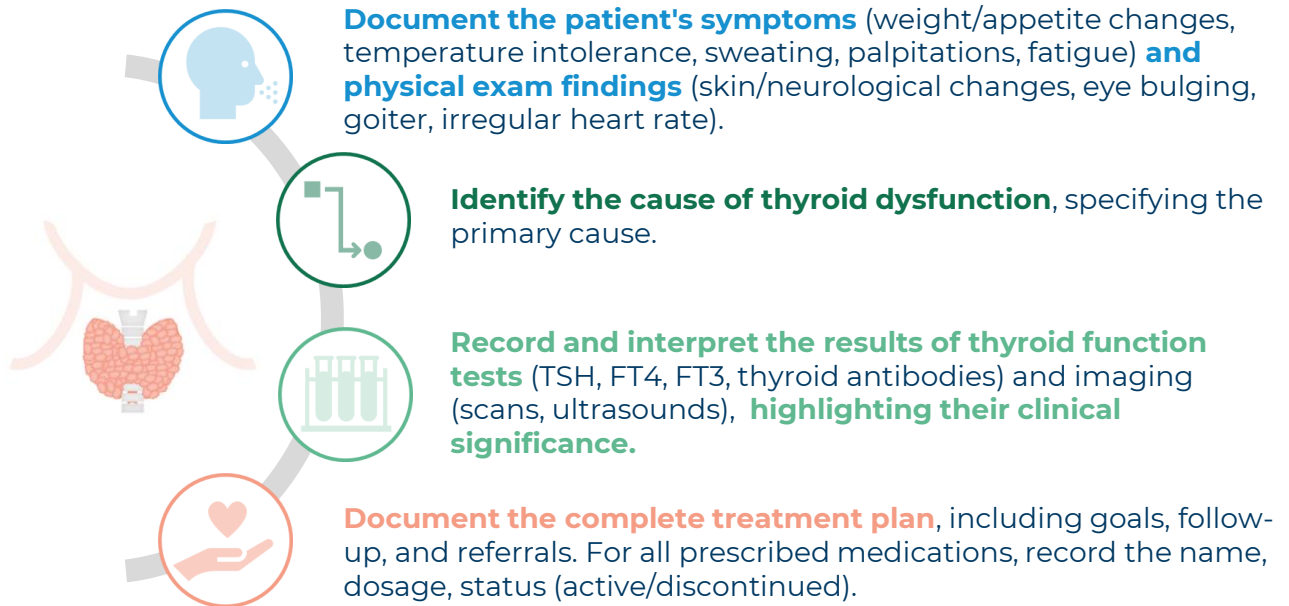 Document the patient's symptoms (weight/appetite changes,
temperature intolerance, sweating, palpitations, fatigue) and
physical exam findings (skin/neurological changes, eye bulging,
goiter, irregular heart rate).
Identify the cause of thyroid dysfunction, specifying the
primary cause.
Record and interpret the results of thyroid function
tests (TSH, FT4, FT3, thyroid antibodies) and imaging
(scans, ultrasounds), highlighting their clinical
significance.
Document the complete treatment plan, including goals, follow-
up, and referrals. For all prescribed medications, record the name,
dosage, status (active/discontinued).